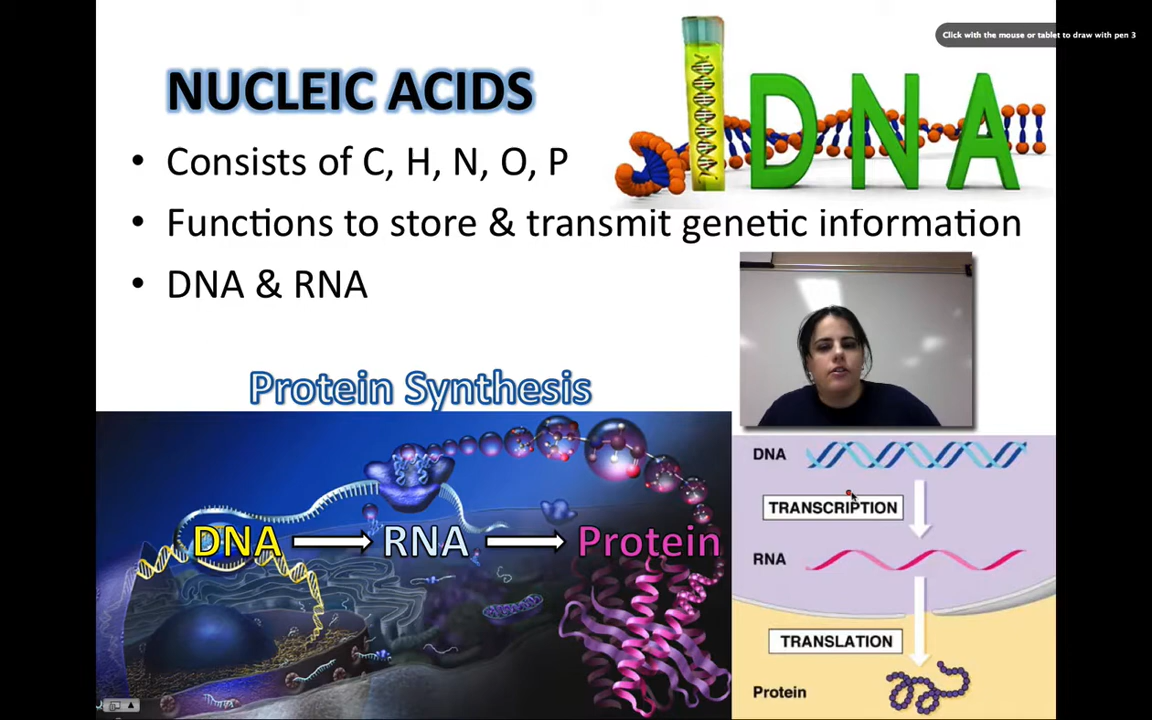 Click with the mouse or tablet to draw with pen 3
NUCLEIC ACIDS
DNA
• Consists of C, H, N, O, P
• Functions to store & transmit genetic information
• DNA & RNA
Protein Synthesis
DNA → RNA → Protein
DNA
TRANSCRIPTION
RNA
TRANSLATION
Protein